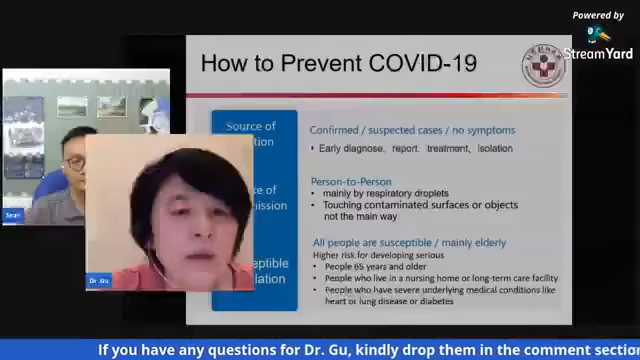 Powered by
StreamYard
How to Prevent COVID-19
Source of
Confirmed / suspected cases / no symptoms
• Early diagnose、report、treatment、isolation
Person-to-Person
• mainly by respiratory droplets
• Touching contaminated surfaces or objects
not the main way
All people are susceptible / mainly elderly
Higher risk for developing serious
• People 65 years and older
• People who live in a nursing home or long-term care facility
• People who have severe underlying medical conditions like
heart or lung disease or diabetes
Dr. Gu
If you have any questions for Dr. Gu, kindly drop them in the comment sectio